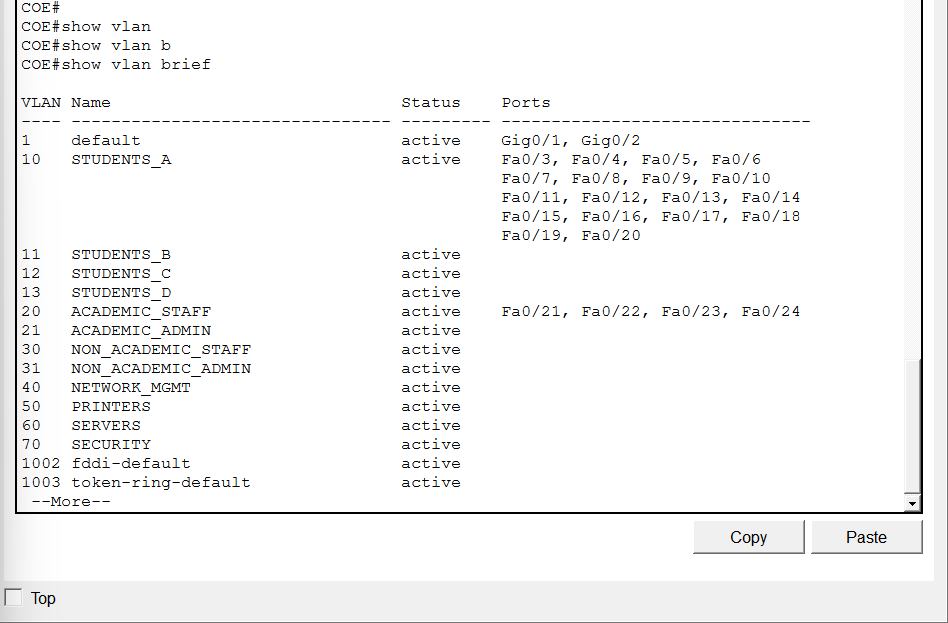 COE#
COE#show vlan
COE#show vlan b
COE#show vlan brief
VLAN Name                             Status    Ports
---- -------------------------------- --------- -------------------------------
1    default                          active    Gig0/1, Gig0/2
10   STUDENTS_A                       active    Fa0/3, Fa0/4, Fa0/5, Fa0/6
                                                Fa0/7, Fa0/8, Fa0/9, Fa0/10
                                                Fa0/11, Fa0/12, Fa0/13, Fa0/14
                                                Fa0/15, Fa0/16, Fa0/17, Fa0/18
                                                Fa0/19, Fa0/20
11   STUDENTS_B                       active
12   STUDENTS_C                       active
13   STUDENTS_D                       active
20   ACADEMIC_STAFF                   active    Fa0/21, Fa0/22, Fa0/23, Fa0/24
21   ACADEMIC_ADMIN                   active
30   NON_ACADEMIC_STAFF               active
31   NON_ACADEMIC_ADMIN               active
40   NETWORK_MGMT                     active
50   PRINTERS                         active
60   SERVERS                          active
70   SECURITY                         active
1002 fddi-default                     active
1003 token-ring-default               active
 --More--
Copy Paste
Top